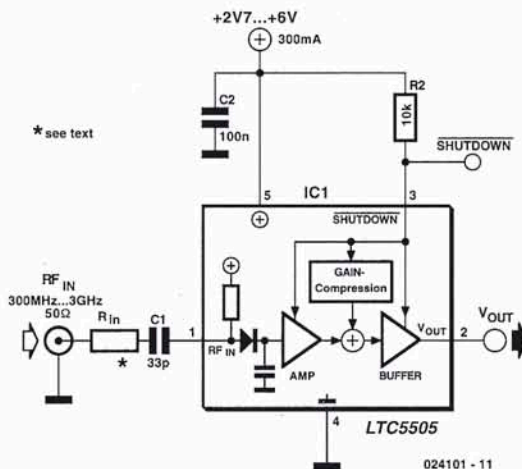 +2V7...+6V
300mA
C2
100n
R2
10k
* see text
SHUTDOWN
IC1
5
3
SHUTDOWN
GAIN-
Compression
RF IN
300MHz...3GHz
50Ω
Rin
*
C1
33p
1
RF IN
AMP
BUFFER
VOUT
2
VOUT
4
LTC5505
024101 - 11